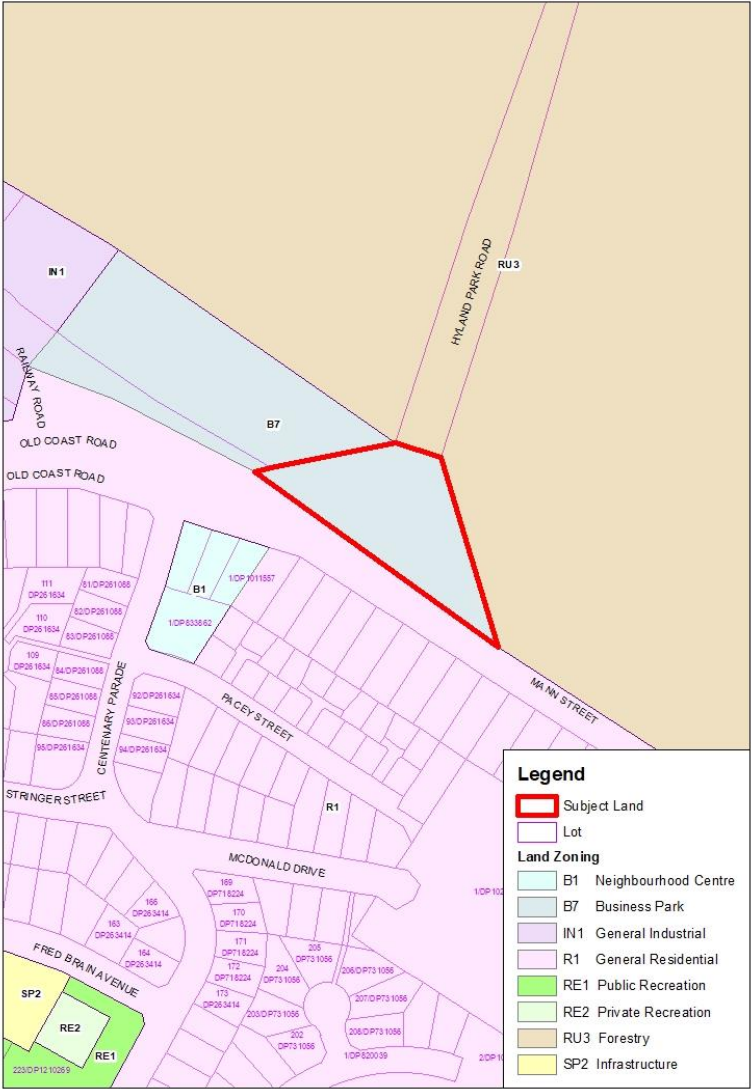 HYLAND PARK ROAD
RU3
IN1
RAILWAY ROAD
B7
OLD COAST ROAD
OLD COAST ROAD
111
DP261634
81/DP261088
110
DP261634
82/DP261088
83/DP261088
109
DP261634
84/DP261088
85/DP261088
86/DP261088
95/DP261634
CENTENARY PARADE
B1
1/DP1011557
1/DP833862
92/DP261634
93/DP261634
94/DP261634
PACEY STREET
MANN STREET
STRINGER STREET
R1
MCDONALD DRIVE
166
DP263414
163
DP263414
164
DP263414
FRED BRAIN AVENUE
SP2
RE2
RE1
223/DP1210269
169
DP718224
170
DP718224
171
DP718224
172
DP718224
173
DP263414
204
DP731056
205
DP731056
206/DP731056
207/DP731056
208/DP731056
203/DP731056
202
DP731056
1/DP820039
1/DP102
2/DP10
Legend
Subject Land
Lot
Land Zoning
B1 Neighbourhood Centre
B7 Business Park
IN1 General Industrial
R1 General Residential
RE1 Public Recreation
RE2 Private Recreation
RU3 Forestry
SP2 Infrastructure